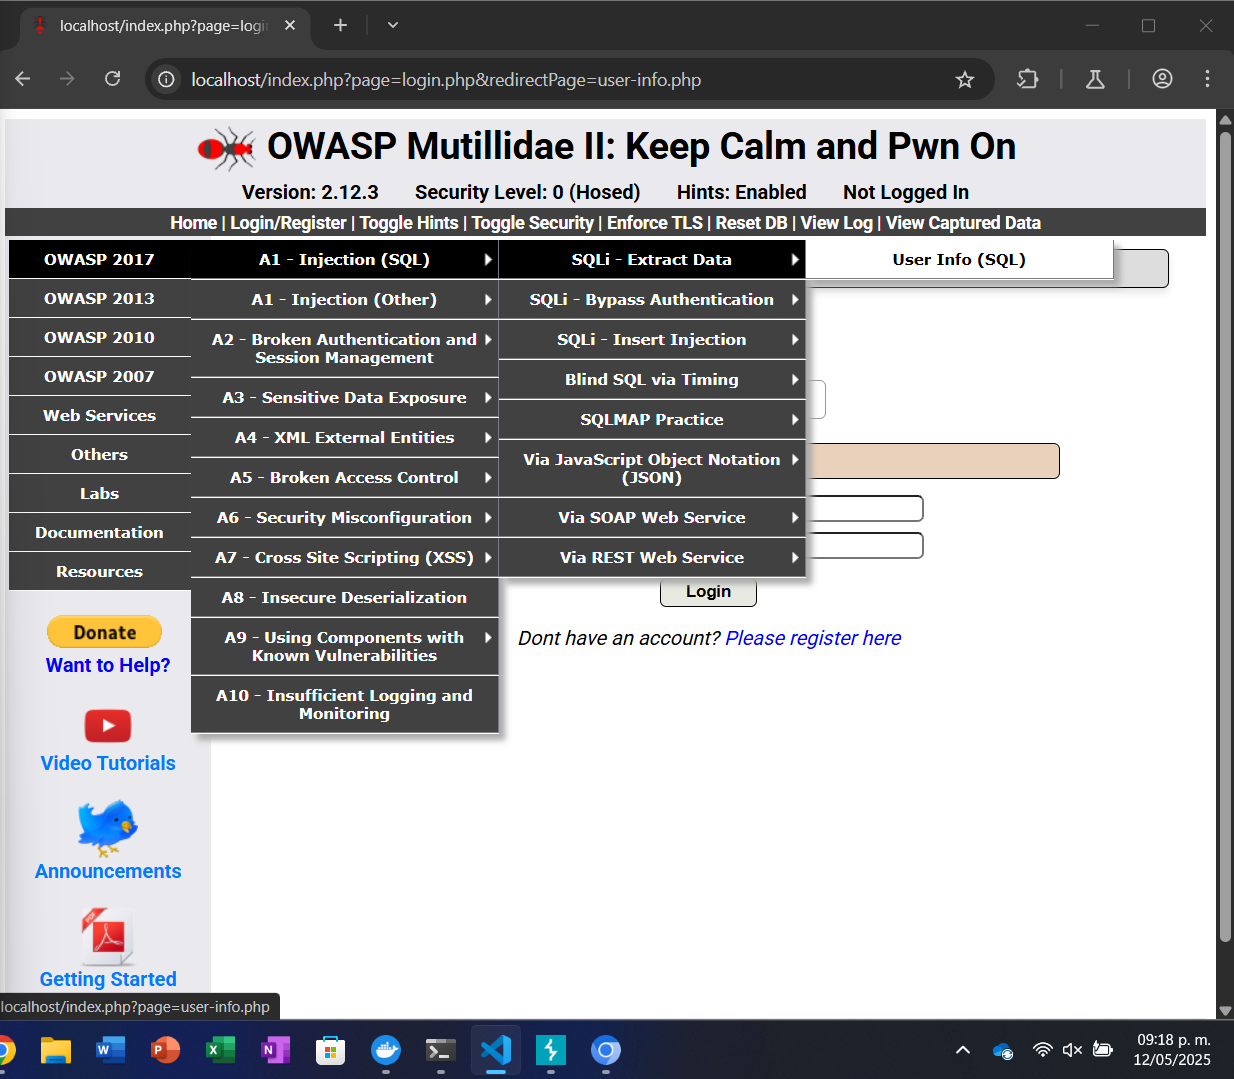 localhost/index.php?page=logi
localhost/index.php?page=login.php&redirectPage=user-info.php
OWASP Mutillidae II: Keep Calm and Pwn On
Version: 2.12.3 Security Level: 0 (Hosed) Hints: Enabled Not Logged In
Home | Login/Register | Toggle Hints | Toggle Security | Enforce TLS | Reset DB | View Log | View Captured Data
OWASP 2017
OWASP 2013
OWASP 2010
OWASP 2007
Web Services
Others
Labs
Documentation
Resources
A1 - Injection (SQL)
A1 - Injection (Other)
A2 - Broken Authentication and
Session Management
A3 - Sensitive Data Exposure
A4 - XML External Entities
A5 - Broken Access Control
A6 - Security Misconfiguration
A7 - Cross Site Scripting (XSS)
A8 - Insecure Deserialization
A9 - Using Components with
Known Vulnerabilities
A10 - Insufficient Logging and
Monitoring
SQLi - Extract Data
SQLi - Bypass Authentication
SQLi - Insert Injection
Blind SQL via Timing
SQLMAP Practice
Via JavaScript Object Notation
(JSON)
Via SOAP Web Service
Via REST Web Service
User Info (SQL)
Login
Dont have an account? Please register here
Donate
Want to Help?
Video Tutorials
Announcements
PDF
Getting Started
localhost/index.php?page=user-info.php
09:18 p. m.
12/05/2025